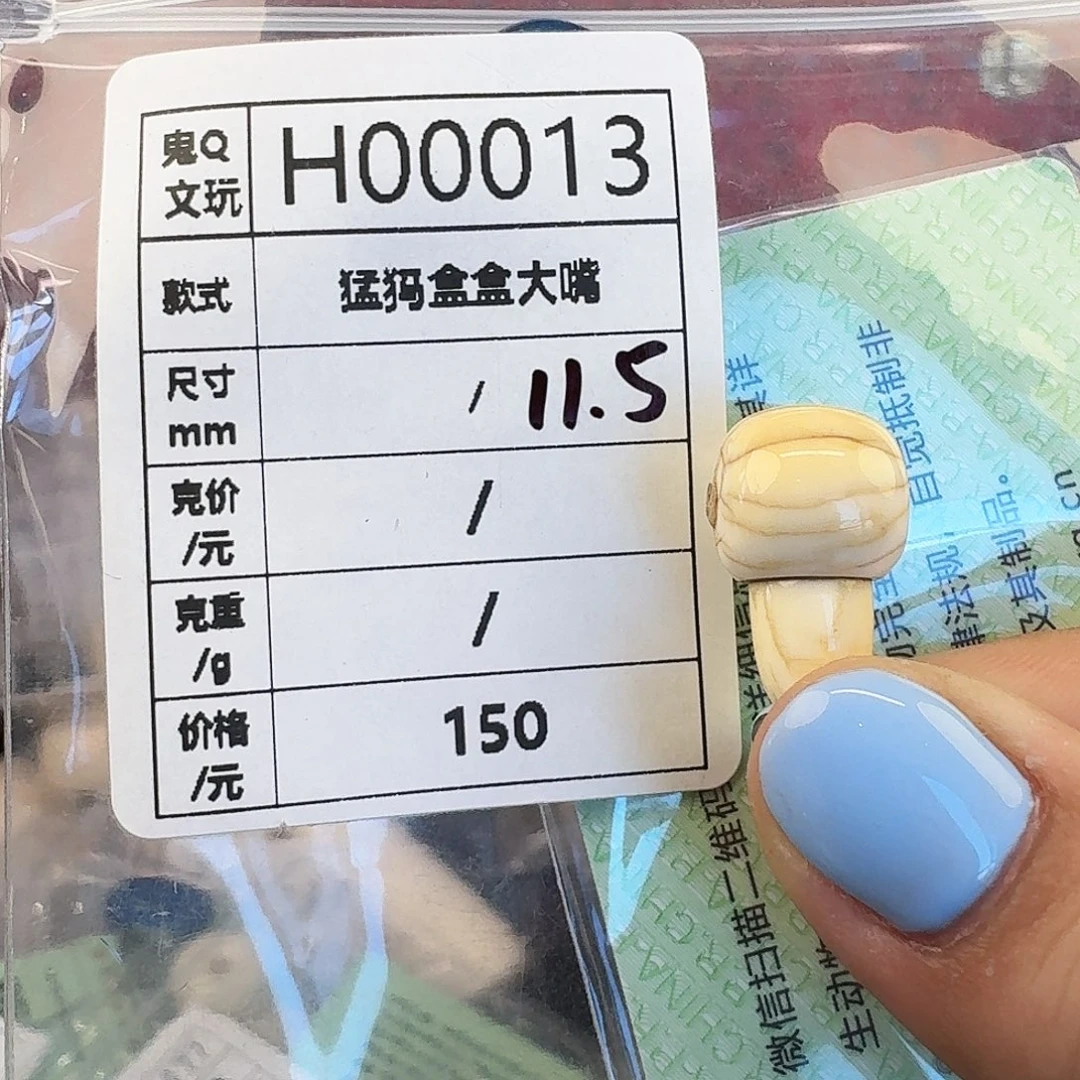 鬼Q
文玩
H00013
款式
猛犸盒盒大嘴
尺寸
mm
/ 11.5
克价
/元
/
克重
/g
/
价格
/元
150
自觉抵制非
律法规,
及其制品。
微信扫描二维码
生动物